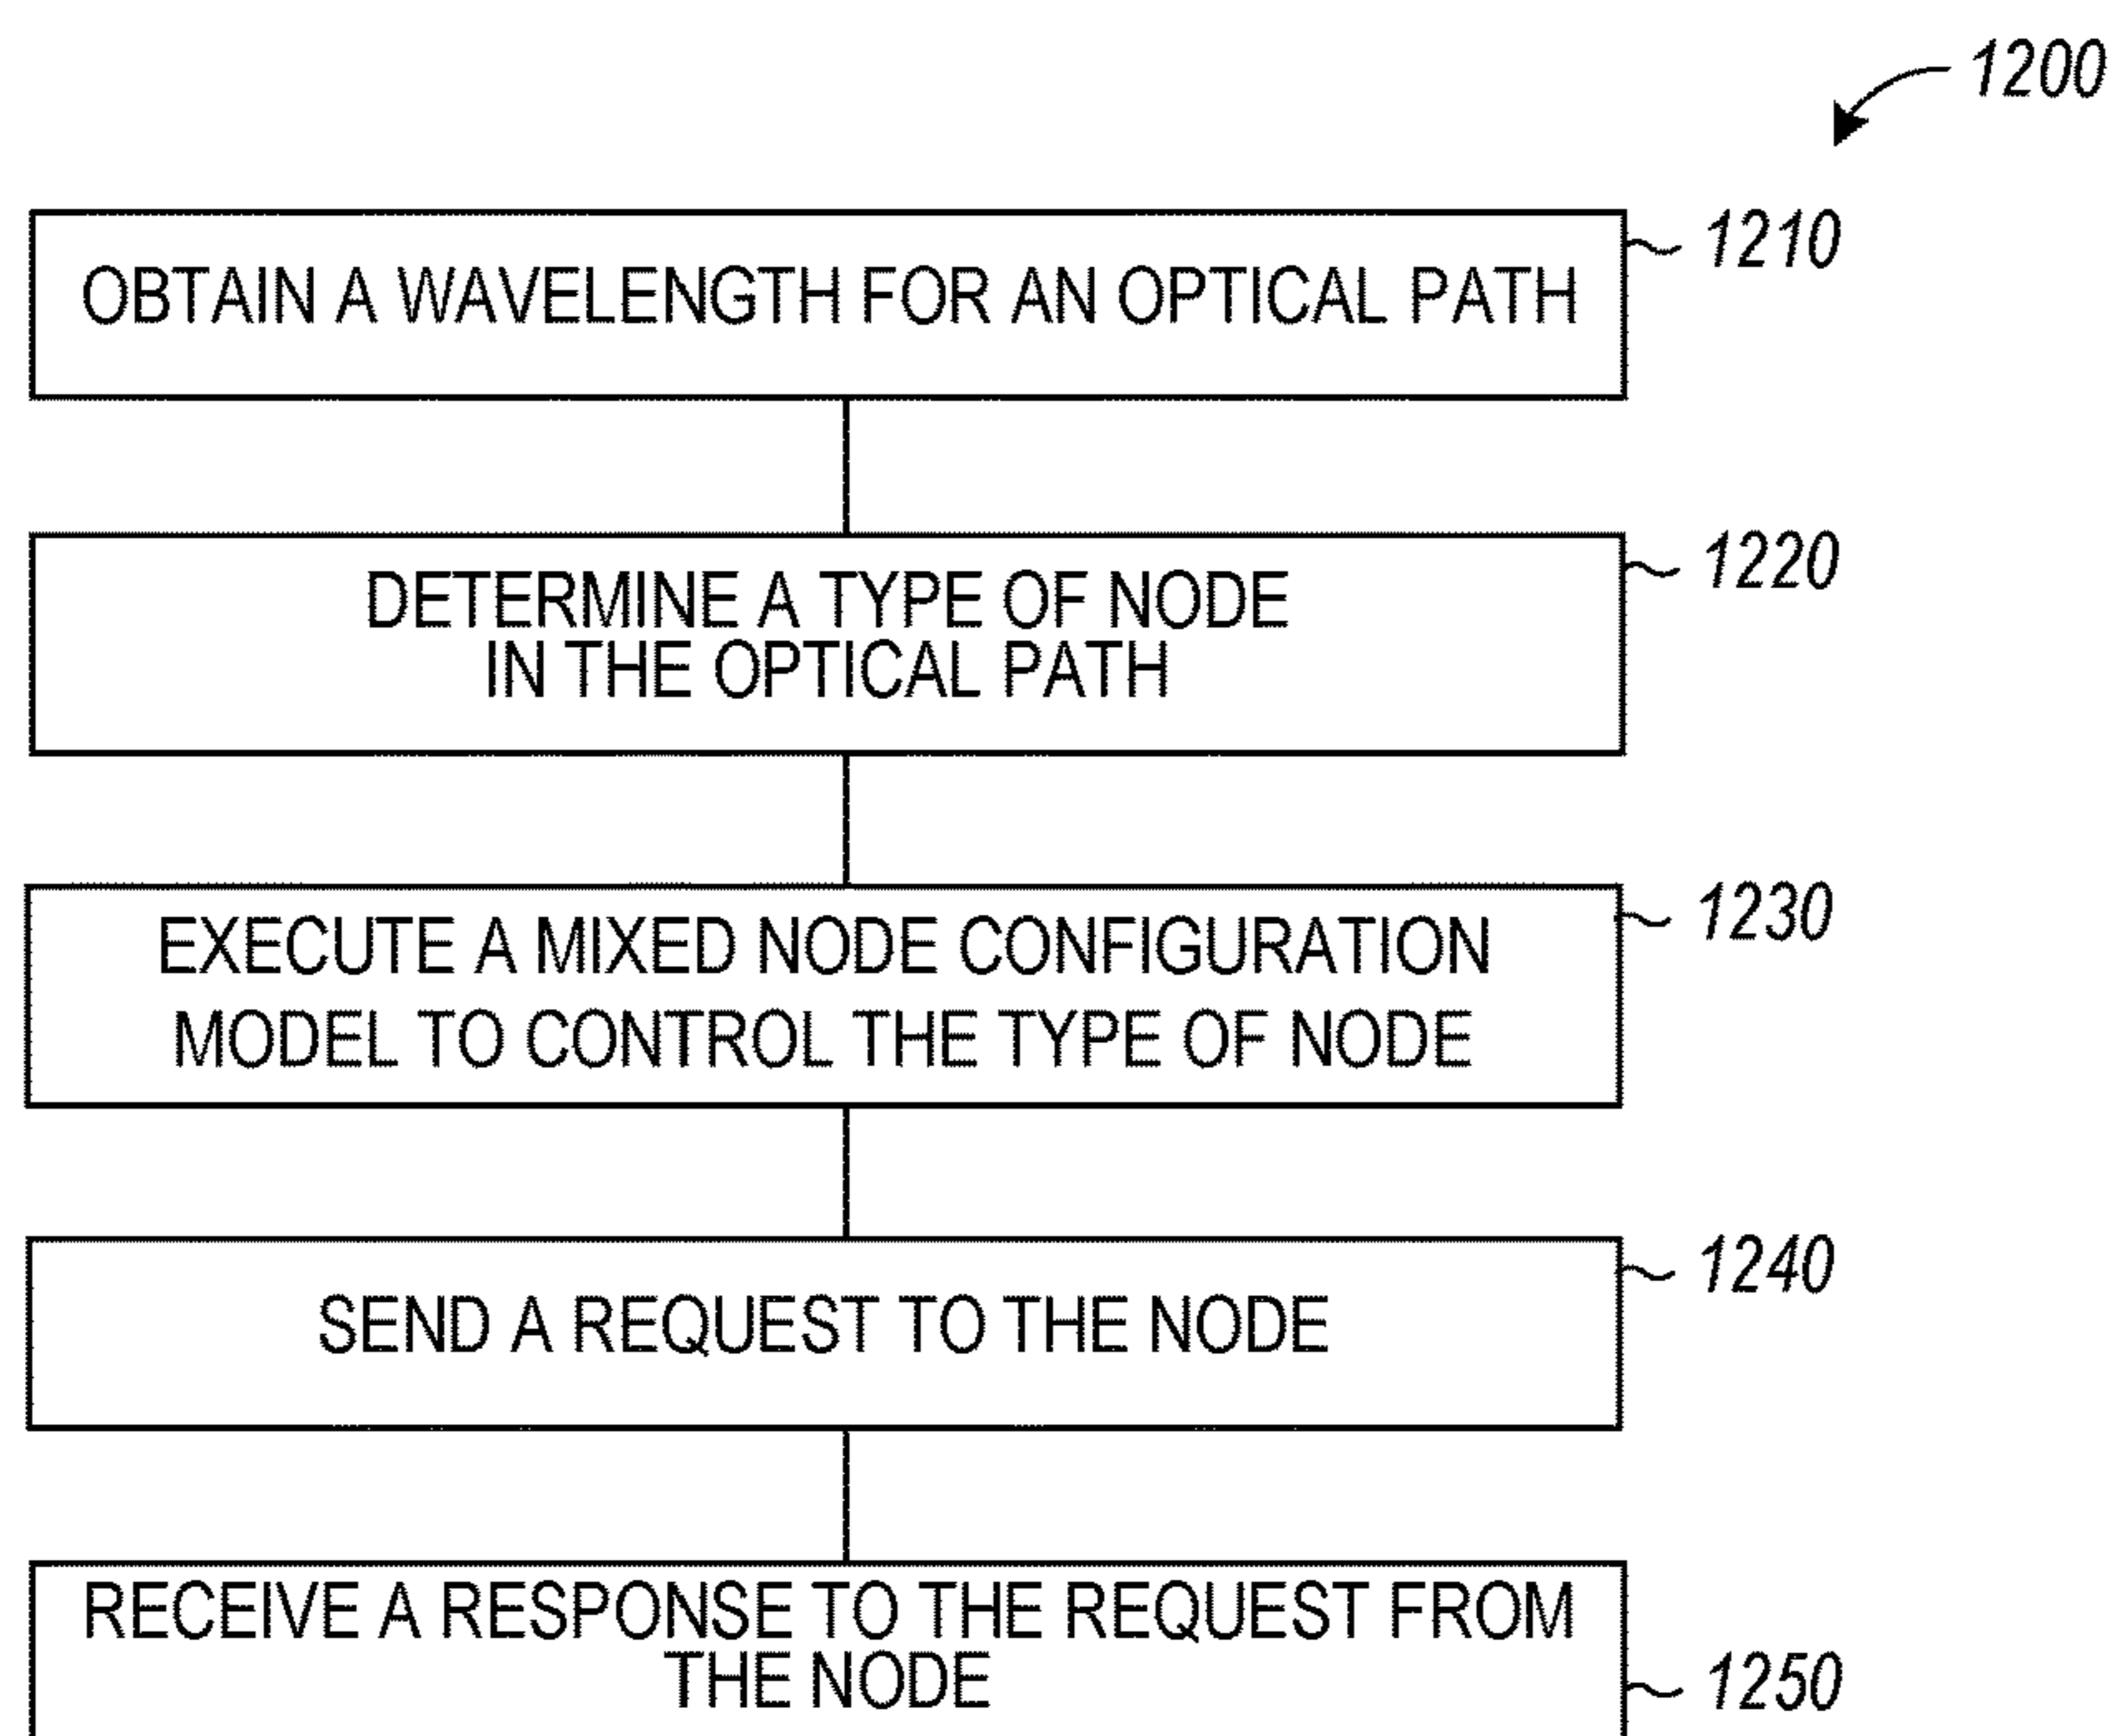 1200
OBTAIN A WAVELENGTH FOR AN OPTICAL PATH
1210
DETERMINE A TYPE OF NODE
IN THE OPTICAL PATH
1220
EXECUTE A MIXED NODE CONFIGURATION
MODEL TO CONTROL THE TYPE OF NODE
1230
SEND A REQUEST TO THE NODE
1240
RECEIVE A RESPONSE TO THE REQUEST FROM
THE NODE
1250